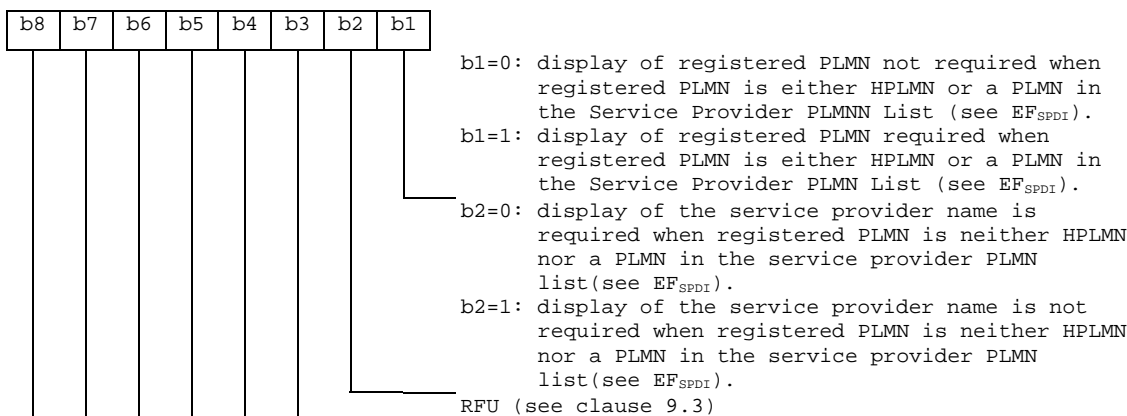 b8 b7 b6 b5 b4 b3 b2 b1
b1=0: display of registered PLMN not required when
registered PLMN is either HPLMN or a PLMN in
the Service Provider PLMNN List (see EFSPDI).
b1=1: display of registered PLMN required when
registered PLMN is either HPLMN or a PLMN in
the Service Provider PLMN List (see EFSPDI).
b2=0: display of the service provider name is
required when registered PLMN is neither HPLMN
nor a PLMN in the service provider PLMN
list(see EFSPDI).
b2=1: display of the service provider name is not
required when registered PLMN is neither HPLMN
nor a PLMN in the service provider PLMN
list(see EFSPDI).
RFU (see clause 9.3)